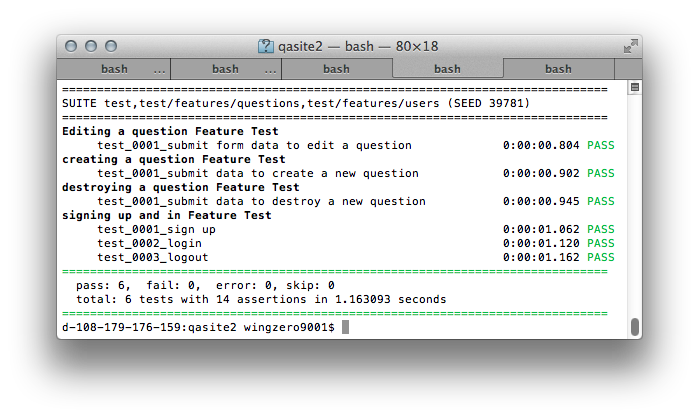 qasite2 — bash — 80×18
bash ... bash ... bash bash bash
==============================================================================
SUITE test,test/features/questions,test/features/users (SEED 39781)
==============================================================================
Editing a question Feature Test
test_0001_submit form data to edit a question 0:00:00.804 PASS
creating a question Feature Test
test_0001_submit data to create a new question 0:00:00.902 PASS
destroying a question Feature Test
test_0001_submit data to destroy a new question 0:00:00.945 PASS
signing up and in Feature Test
test_0001_sign up 0:00:01.062 PASS
test_0002_login 0:00:01.120 PASS
test_0003_logout 0:00:01.162 PASS
==============================================================================
pass: 6, fail: 0, error: 0, skip: 0
total: 6 tests with 14 assertions in 1.163093 seconds
==============================================================================
d-108-179-176-159:qasite2 wingzero9001$